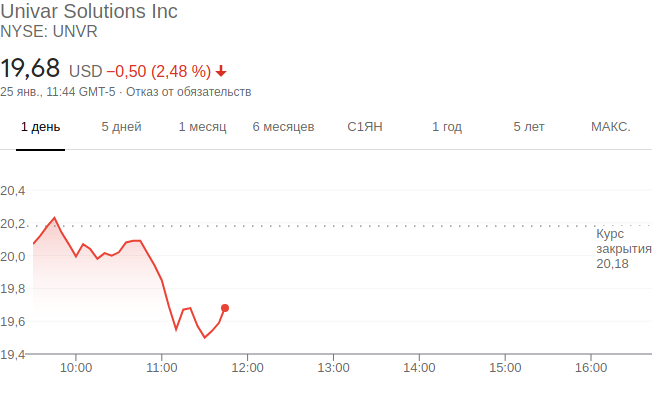 Univar Solutions Inc
NYSE: UNVR
19,68 USD −0,50 (2,48 %)
25 янв., 11:44 GMT-5 · Отказ от обязательств
1 день 5 дней 1 месяц 6 месяцев С1ЯН 1 год 5 лет МАКС.
20,4
20,2
Курс
закрытия
20,18
20,0
19,8
19,6
19,4
10:00 11:00 12:00 13:00 14:00 15:00 16:00